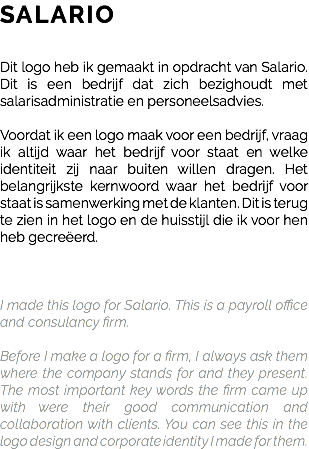 SALARIO
Dit logo heb ik gemaakt in opdracht van Salario.
Dit is een bedrijf dat zich bezighoudt met
salarisadministratie en personeelsadvies.
Voordat ik een logo maak voor een bedrijf, vraag
ik altijd waar het bedrijf voor staat en welke
identiteit zij naar buiten willen dragen. Het
belangrijkste kernwoord waar het bedrijf voor
staat is samenwerking met de klanten. Dit is terug
te zien in het logo en de huisstijl die ik voor hen
heb gecreëerd.
I made this logo for Salario. This is a payroll office
and consulancy firm.
Before I make a logo for a firm, I always ask them
where the company stands for and they present.
The most important key words the firm came up
with were their good communication and
collaboration with clients. You can see this in the
logo design and corporate identity I made for them.